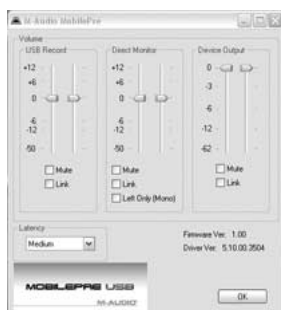 M-Audio MobilePre
Volume
USB Record
+12
+6
0
-6
-12
-50
Mute
Link
Direct Monitor
+12
+6
0
-6
-12
-50
Mute
Link
Left Only (Mono)
Device Output
0
-3
-6
-12
-62
Mute
Link
Latency
Medium
Firmware Ver: 1.00
Driver Ver: 5.10.00.3504
MOBILEPRE USB
M-AUDIO
OK